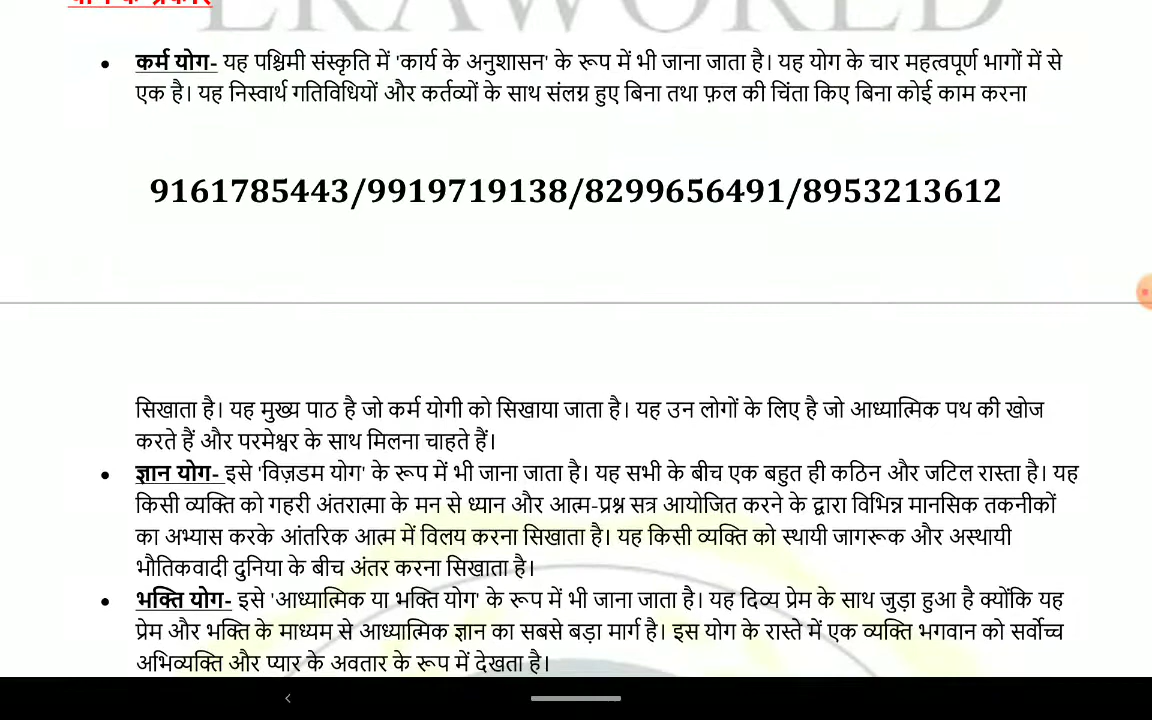 योग के प्रकार
ERAWORLD
कर्म योग- यह पश्चिमी संस्कृति में 'कार्य के अनुशासन' के रूप में भी जाना जाता है। यह योग के चार महत्वपूर्ण भागों में से
एक है। यह निस्वार्थ गतिविधियों और कर्तव्यों के साथ संलग्न हुए बिना तथा फ़ल की चिंता किए बिना कोई काम करना
9161785443/9919719138/8299656491/8953213612
सिखाता है। यह मुख्य पाठ है जो कर्म योगी को सिखाया जाता है। यह उन लोगों के लिए है जो आध्यात्मिक पथ की खोज
करते हैं और परमेश्वर के साथ मिलना चाहते हैं।
ज्ञान योग- इसे 'विज़डम योग' के रूप में भी जाना जाता है। यह सभी के बीच एक बहुत ही कठिन और जटिल रास्ता है। यह
किसी व्यक्ति को गहरी अंतरात्मा के मन से ध्यान और आत्म-प्रश्न सत्र आयोजित करने के द्वारा विभिन्न मानसिक तकनीकों
का अभ्यास करके आंतरिक आत्म में विलय करना सिखाता है। यह किसी व्यक्ति को स्थायी जागरूक और अस्थायी
भौतिकवादी दुनिया के बीच अंतर करना सिखाता है।
भक्ति योग- इसे 'आध्यात्मिक या भक्ति योग' के रूप में भी जाना जाता है। यह दिव्य प्रेम के साथ जुड़ा हुआ है क्योंकि यह
प्रेम और भक्ति के माध्यम से आध्यात्मिक ज्ञान का सबसे बड़ा मार्ग है। इस योग के रास्ते में एक व्यक्ति भगवान को सर्वोच्च
अभिव्यक्ति और प्यार के अवतार के रूप में देखता है।